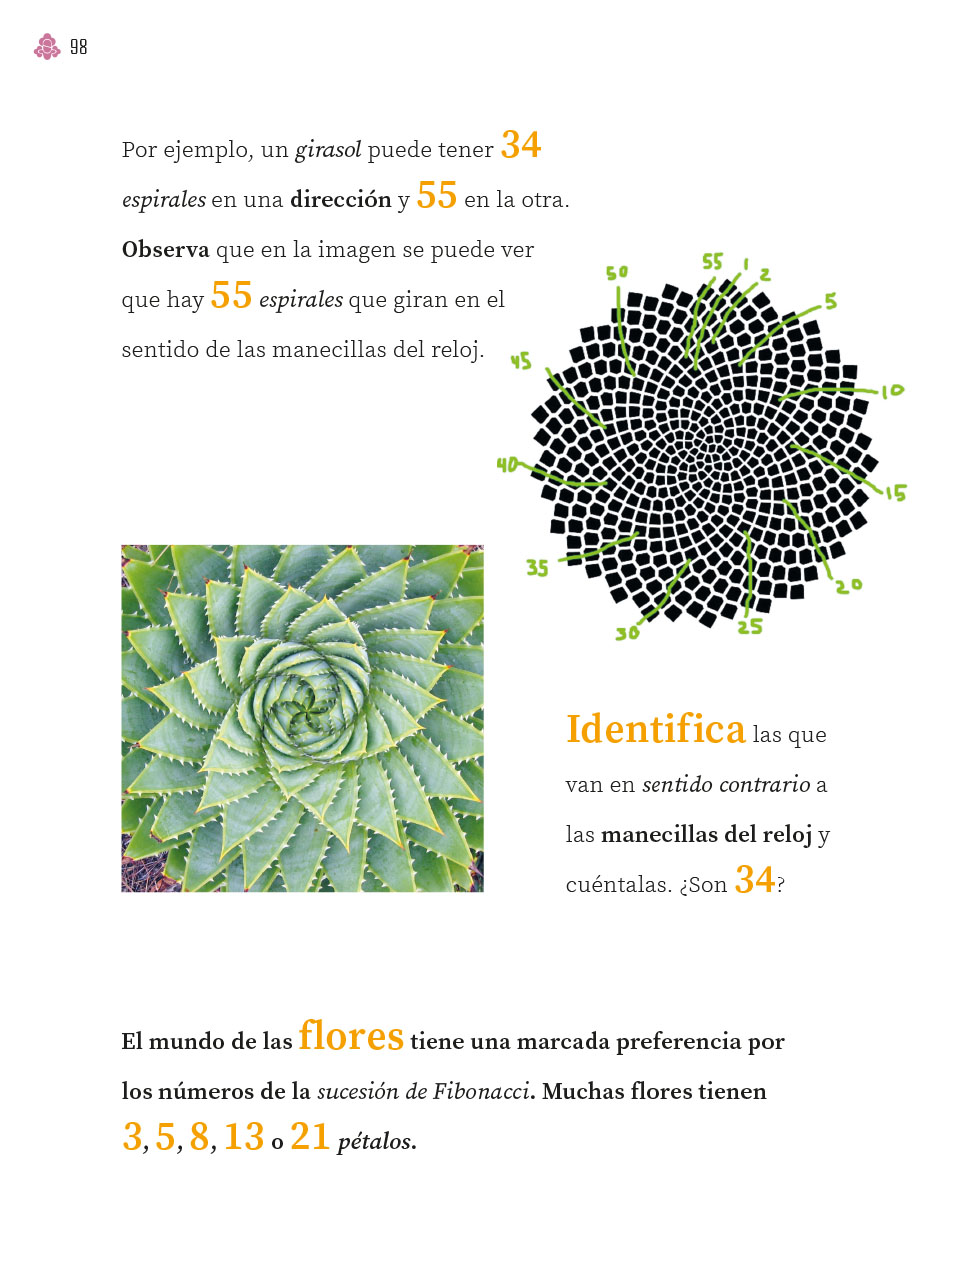 98
Por ejemplo, un girasol puede tener 34
espirales en una dirección y 55 en la otra.
Observa que en la imagen se puede ver
que hay 55 espirales que giran en el
sentido de las manecillas del reloj.
50
55
1
2
5
45
10
40
15
35
20
30
25
Identifica las que
van en sentido contrario a
las manecillas del reloj y
cuéntalas. ¿Son 34?
El mundo de las flores tiene una marcada preferencia por
los números de la sucesión de Fibonacci. Muchas flores tienen
3, 5, 8, 13 o 21 pétalos.